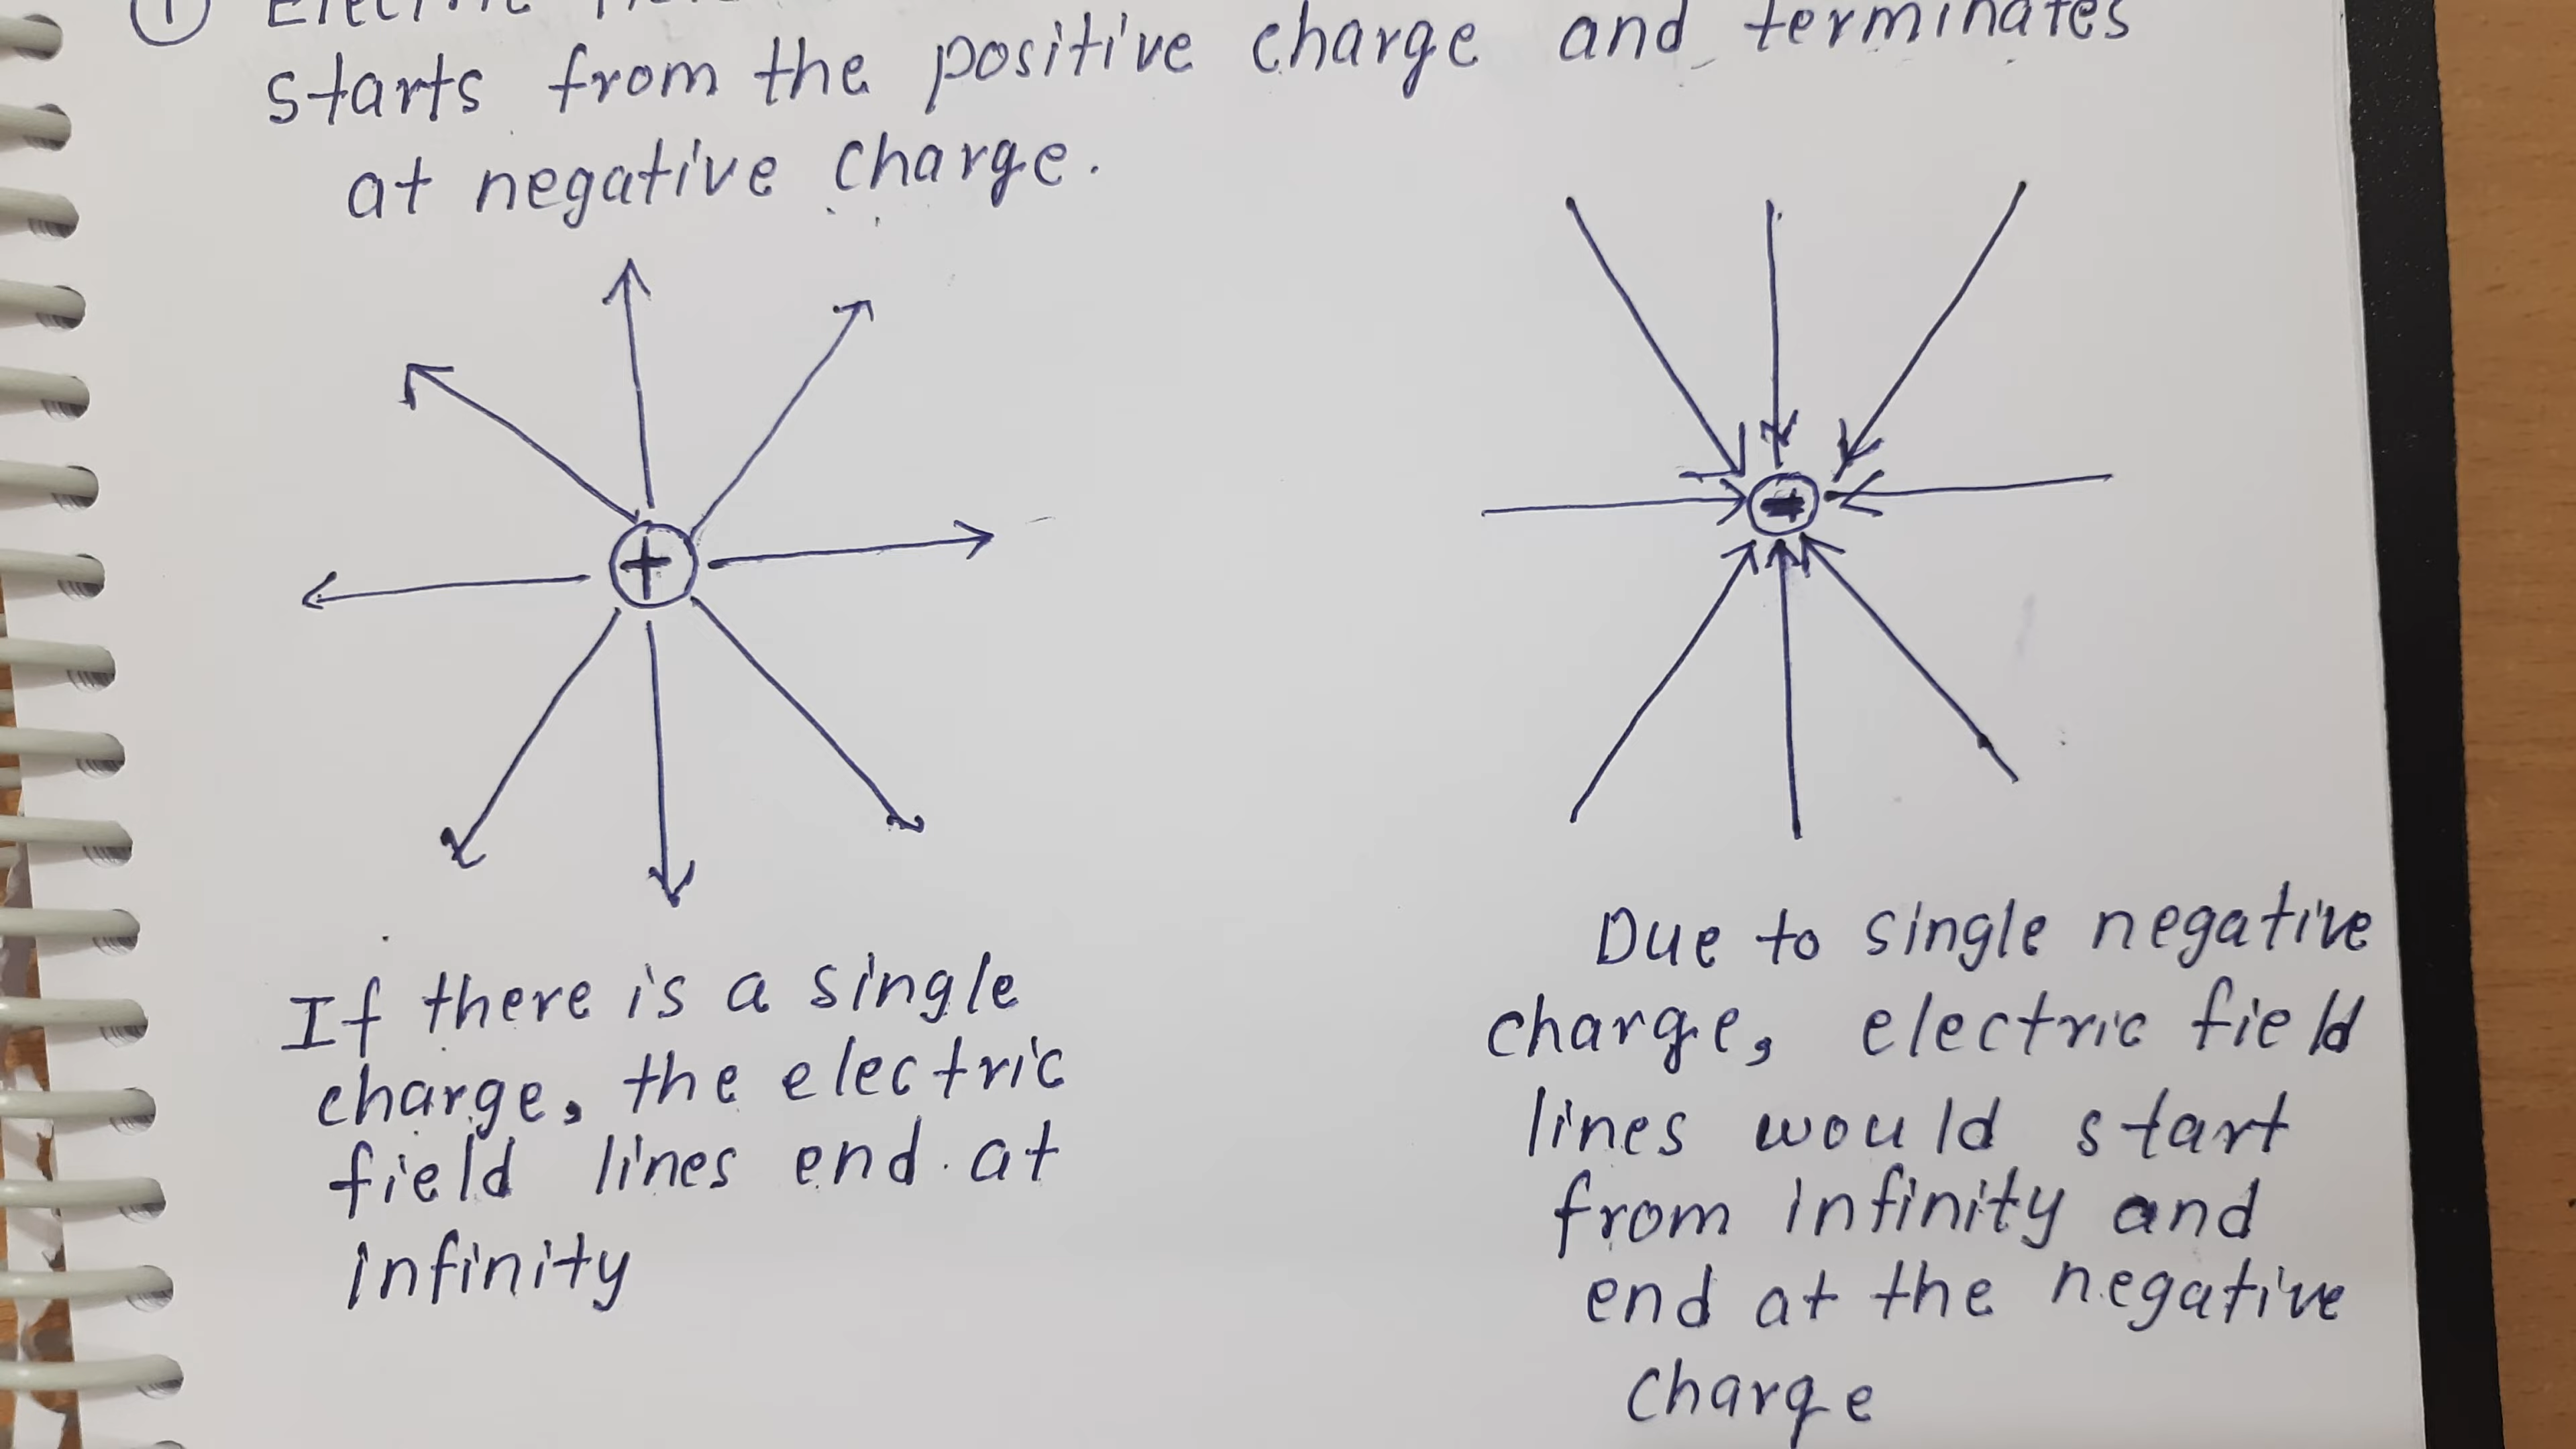 ① Electric
starts from the positive charge and terminates
at negative charge.
+
-
If there is a single
charge, the electric
field lines end at
infinity
Due to single negative
charge, electric field
lines would start
from infinity and
end at the negative
charge